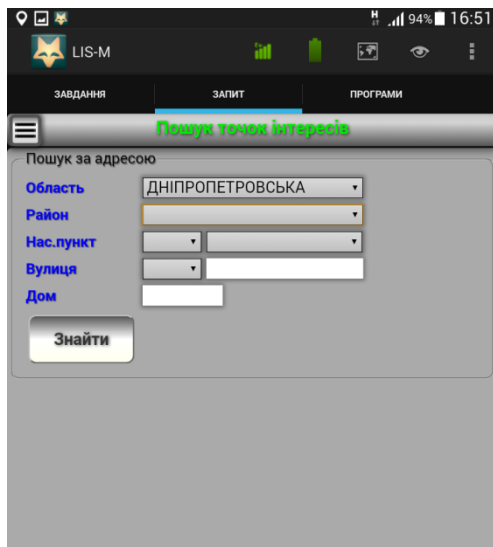 H 94% 16:51
LIS-M
ЗАВДАННЯ ЗАПИТ ПРОГРАМИ
Пошук точок інтересів
Пошук за адресою
Область ДНІПРОПЕТРОВСЬКА
Район
Нас.пункт
Вулиця
Дом
Знайти